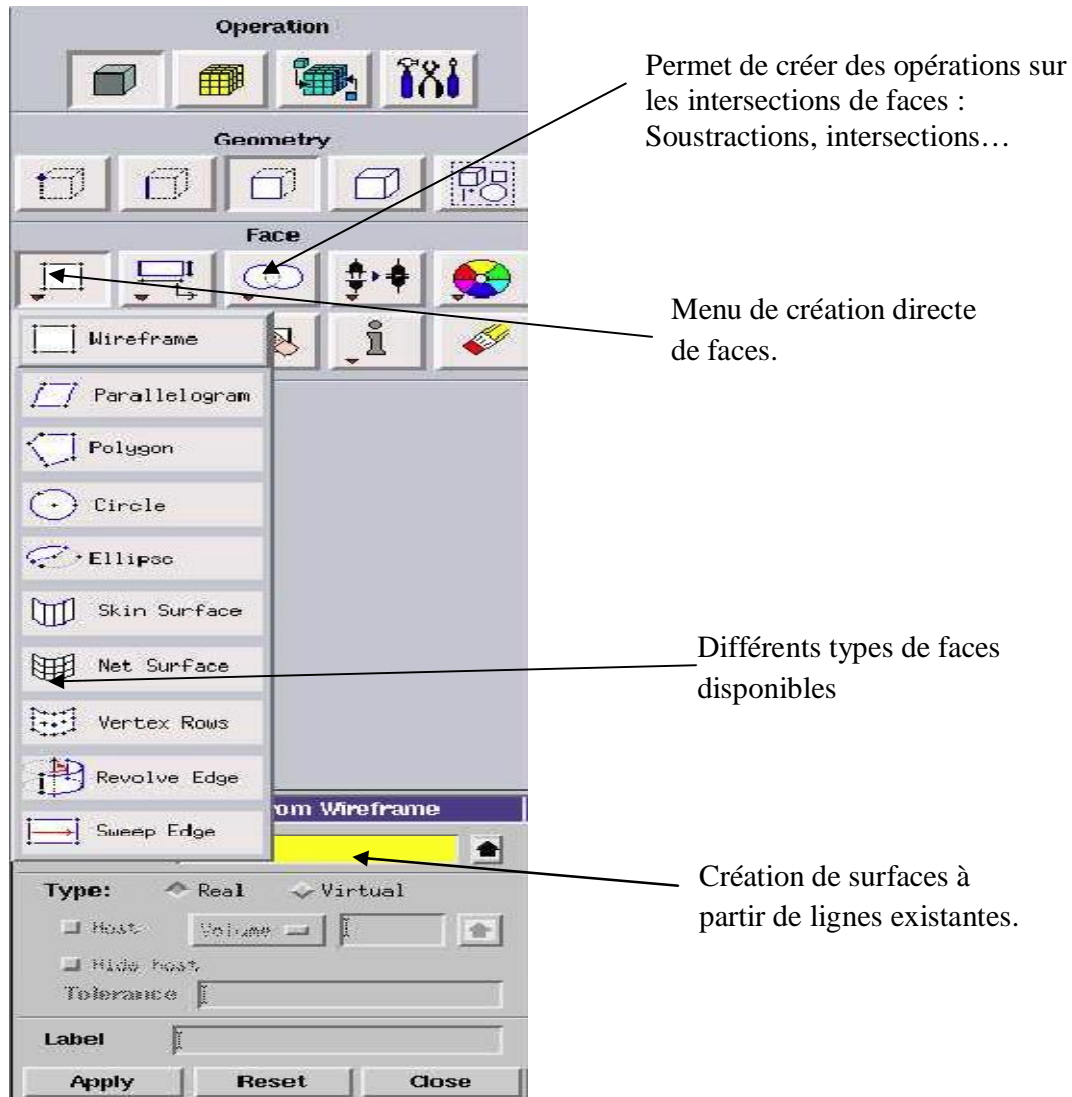 Operation
Permet de créer des opérations sur
les intersections de faces :
Soustractions, intersections…
Geometry
Face
Menu de création directe
de faces.
Wireframe
Parallelogram
Polygon
Circle
Ellipse
Skin Surface
Net Surface
Différents types de faces
disponibles
Vertex Rows
Revolve Edge
om Wireframe
Sweep Edge
Création de surfaces à
partir de lignes existantes.
Type: Real Virtual
Host Volume
Hide host
Tolerance
Label
Apply Reset Close